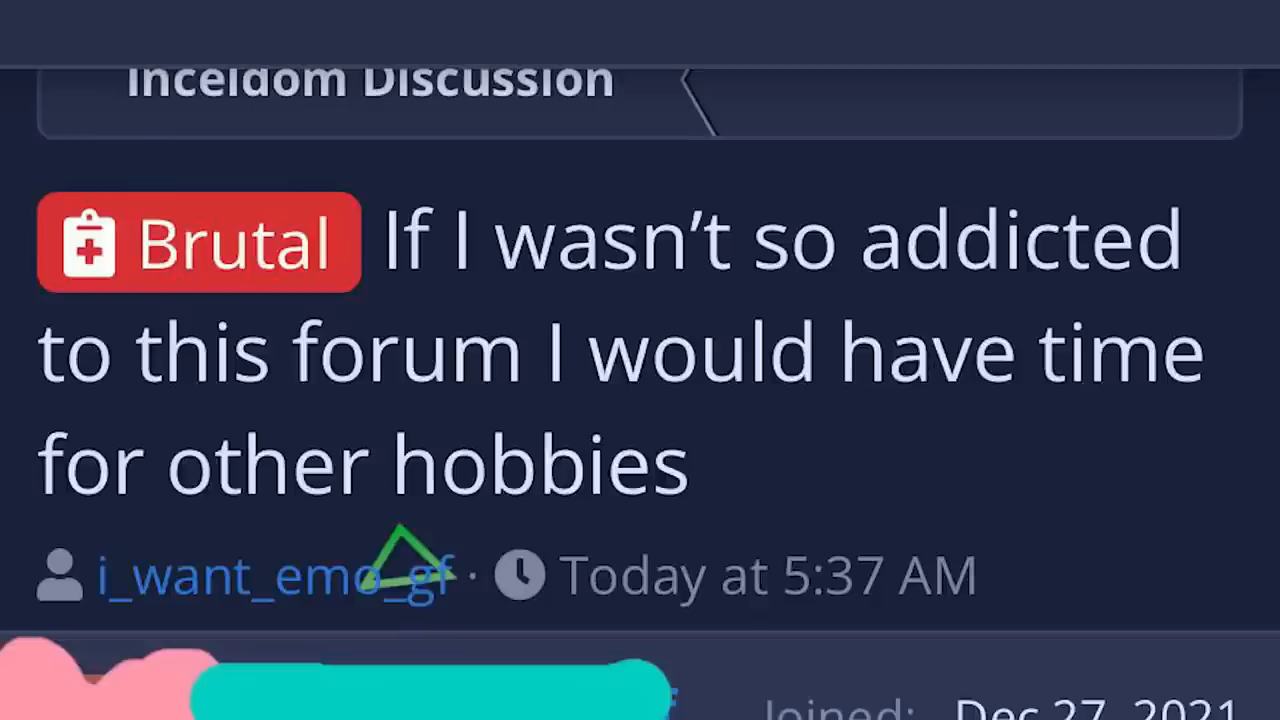 Inceldom Discussion
Brutal If I wasn’t so addicted
to this forum I would have time
for other hobbies
i_want_emo_gf · Today at 5:37 AM
Joined: Dec 27, 2021